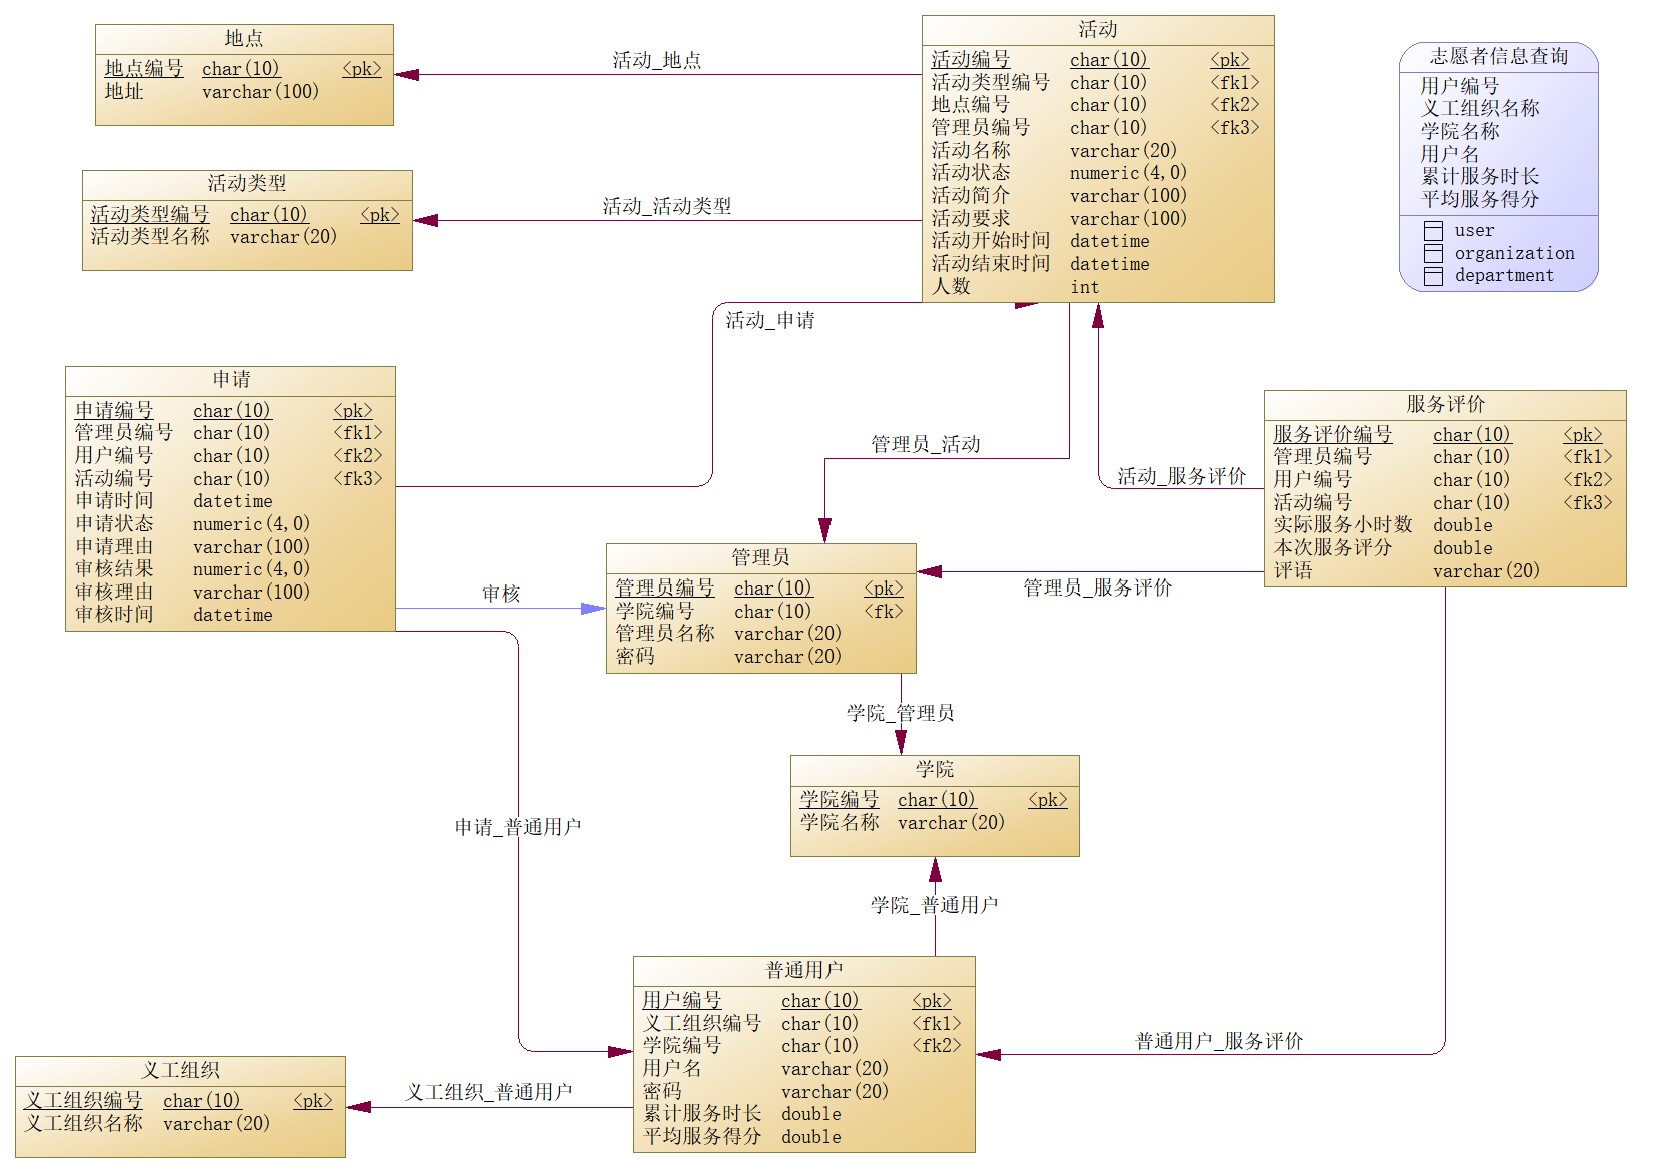 地点
地点编号 char(10) <pk>
地址 varchar(100)
活动_地点
活动
活动编号 char(10) <pk>
活动类型编号 char(10) <fk1>
地点编号 char(10) <fk2>
管理员编号 char(10) <fk3>
活动名称 varchar(20)
活动状态 numeric(4,0)
活动简介 varchar(100)
活动要求 varchar(100)
活动开始时间 datetime
活动结束时间 datetime
人数 int
志愿者信息查询
用户编号
义工组织名称
学院名称
用户名
累计服务时长
平均服务得分
user
organization
department
活动类型
活动类型编号 char(10) <pk>
活动类型名称 varchar(20)
活动_活动类型
活动_申请
申请
申请编号 char(10) <pk>
管理员编号 char(10) <fk1>
用户编号 char(10) <fk2>
活动编号 char(10) <fk3>
申请时间 datetime
申请状态 numeric(4,0)
申请理由 varchar(100)
审核结果 numeric(4,0)
审核理由 varchar(100)
审核时间 datetime
管理员_活动
活动_服务评价
服务评价
服务评价编号 char(10) <pk>
管理员编号 char(10) <fk1>
用户编号 char(10) <fk2>
活动编号 char(10) <fk3>
实际服务小时数 double
本次服务评分 double
评语 varchar(20)
审核
管理员
管理员编号 char(10) <pk>
学院编号 char(10) <fk>
管理员名称 varchar(20)
密码 varchar(20)
管理员_服务评价
学院_管理员
学院
学院编号 char(10) <pk>
学院名称 varchar(20)
申请_普通用户
学院_普通用户
普通用户
用户编号 char(10) <pk>
义工组织编号 char(10) <fk1>
学院编号 char(10) <fk2>
用户名 varchar(20)
密码 varchar(20)
累计服务时长 double
平均服务得分 double
普通用户_服务评价
义工组织_普通用户
义工组织
义工组织编号 char(10) <pk>
义工组织名称 varchar(20)